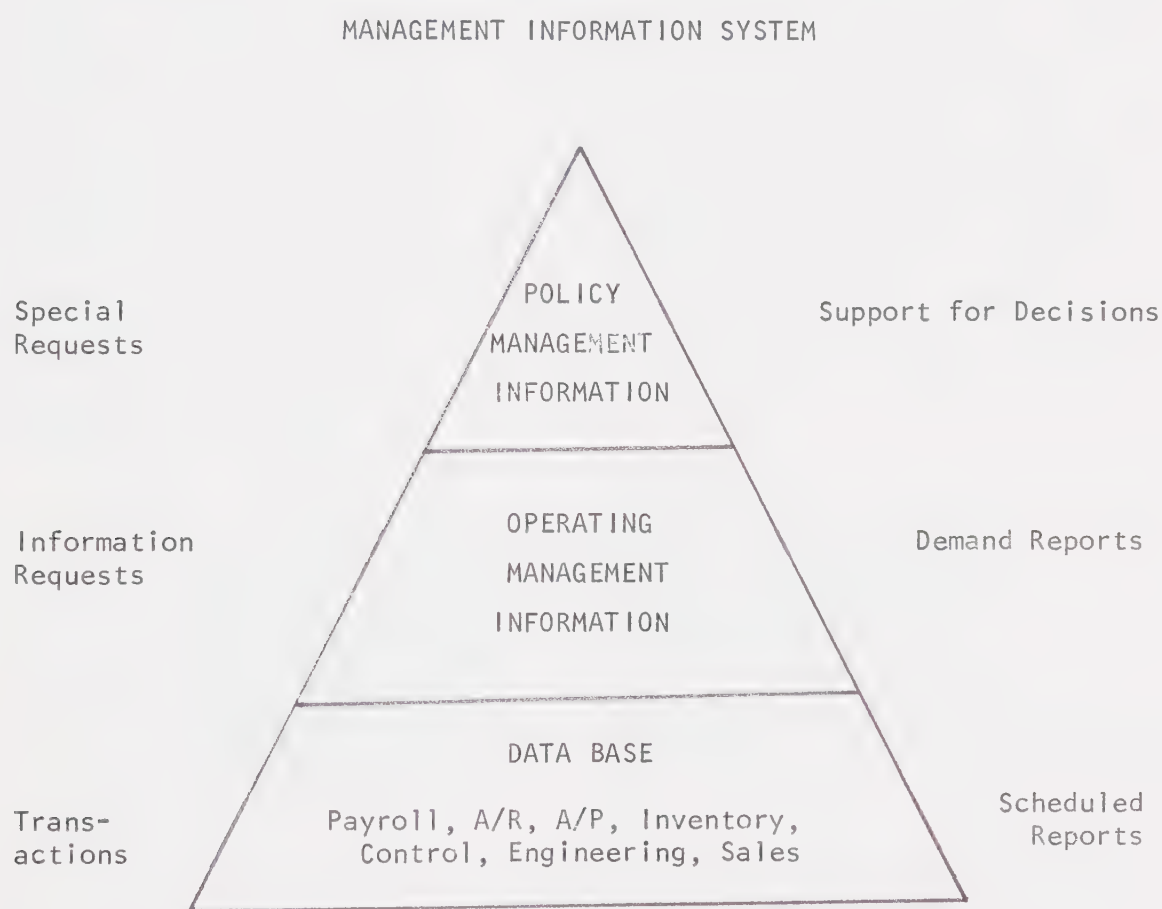 MANAGEMENT INFORMATION SYSTEM
Special
Requests
POLICY
MANAGEMENT
INFORMATION
Support for Decisions
Information
Requests
OPERATING
MANAGEMENT
INFORMATION
Demand Reports
Trans-
actions
DATA BASE
Payroll, A/R, A/P, Inventory,
Control, Engineering, Sales
Scheduled
Reports